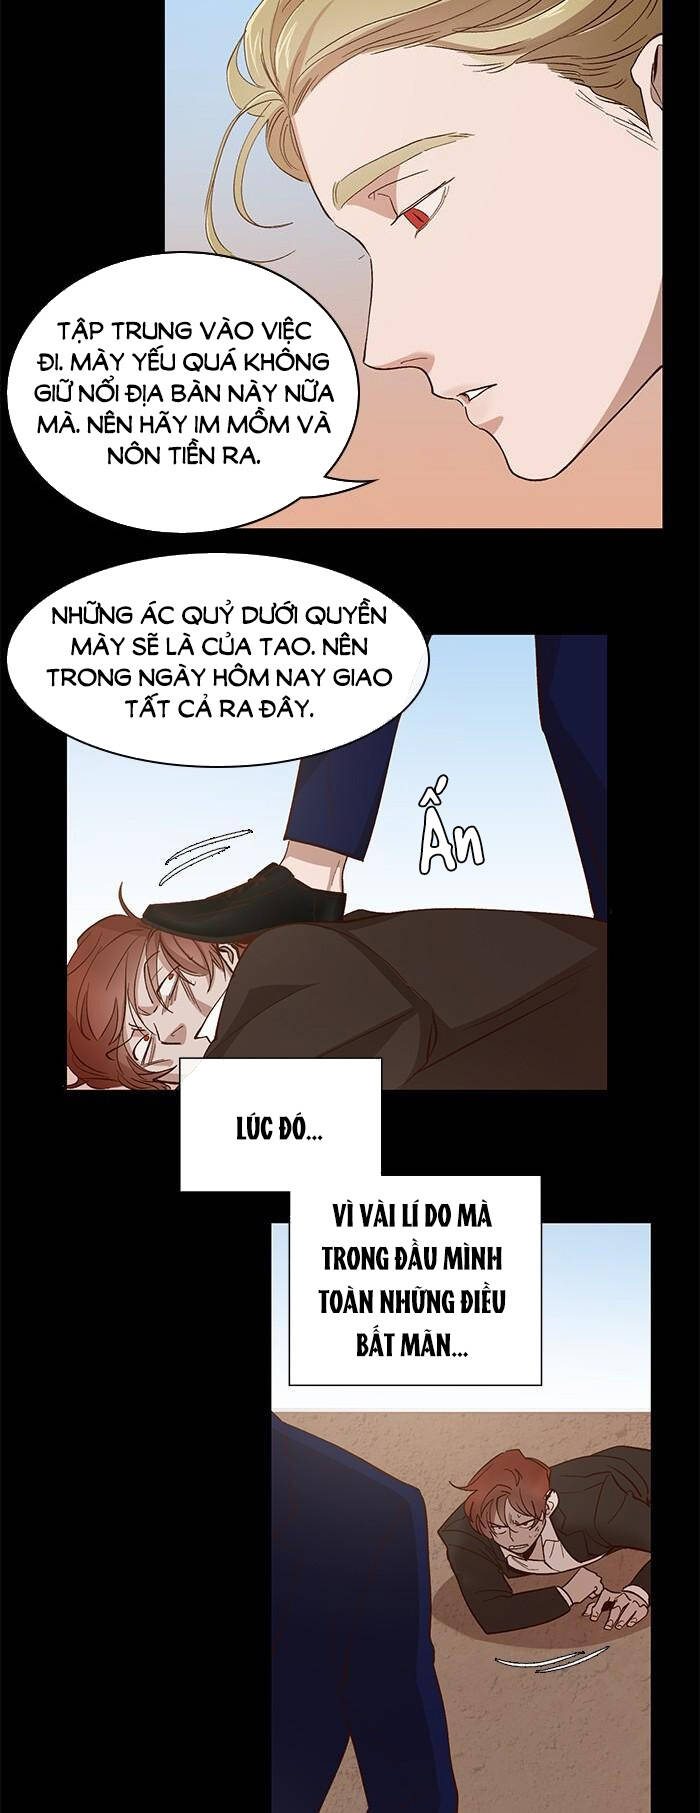 TẬP TRUNG VÀO VIỆC
ĐI. MÀY YẾU QUÁ KHÔNG
GIỮ NỔI ĐỊA BÀN NÀY NỮA
MÀ. NÊN HÃY IM MỒM VÀ
NÔN TIỀN RA.
NHỮNG ÁC QUỶ DƯỚI QUYỀN
MÀY SẼ LÀ CỦA TAO. NÊN
TRONG NGÀY HÔM NAY GIAO
TẤT CẢ RA ĐÂY.
ẤN
LÚC ĐÓ...
VÌ VÀI LÍ DO MÀ
TRONG ĐẦU MÌNH
TOÀN NHỮNG ĐIỀU
BẤT MÃN...